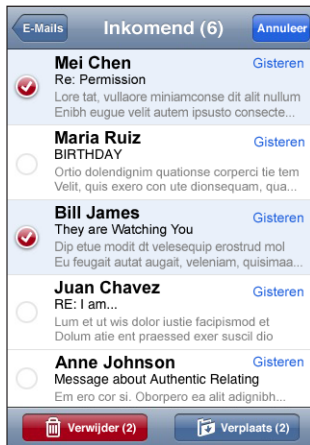 E-Mails Inkomend (6) Annuleer
Mei Chen Gisteren
Re: Permission
Lore tat, vullaore miniamconse dit alit nullum
Enibh eugue velit autem ipsusto consecte...
Maria Ruiz Gisteren
BIRTHDAY
Ortio dolendignim quationse corperci tie tem
Velit, quis exero con ute dionsequam, qua...
Bill James Gisteren
They are Watching You
Dip etue modit dt velesequip erostrud mol
Eu feugait autat augait, veleniam, quisimaa...
Juan Chavez Gisteren
RE: I am...
Lum et ut wis dolor iustie facipismod et
Dolum atie ent praessed exer suscil dio
Anne Johnson Gisteren
Message about Authentic Relating
Em ero cor si. Oborpero ea alit adignibh...
Verwijder (2) Verplaats (2)